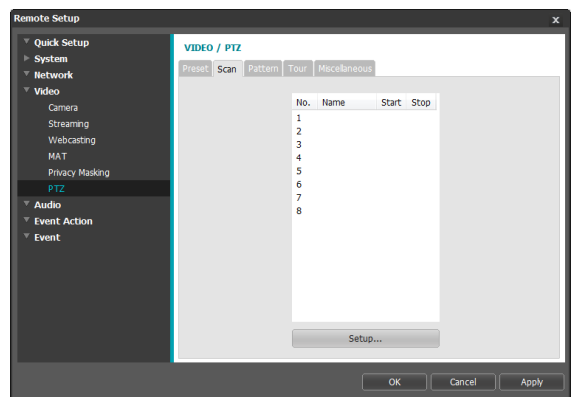 Remote Setup
x
Quick Setup
System
Network
Video
Camera
Streaming
Webcasting
MAT
Privacy Masking
PTZ
Audio
Event Action
Event
VIDEO / PTZ
Preset Scan Pattern Tour Miscellaneous
No. Name Start Stop
1
2
3
4
5
6
7
8
Setup...
OK Cancel Apply